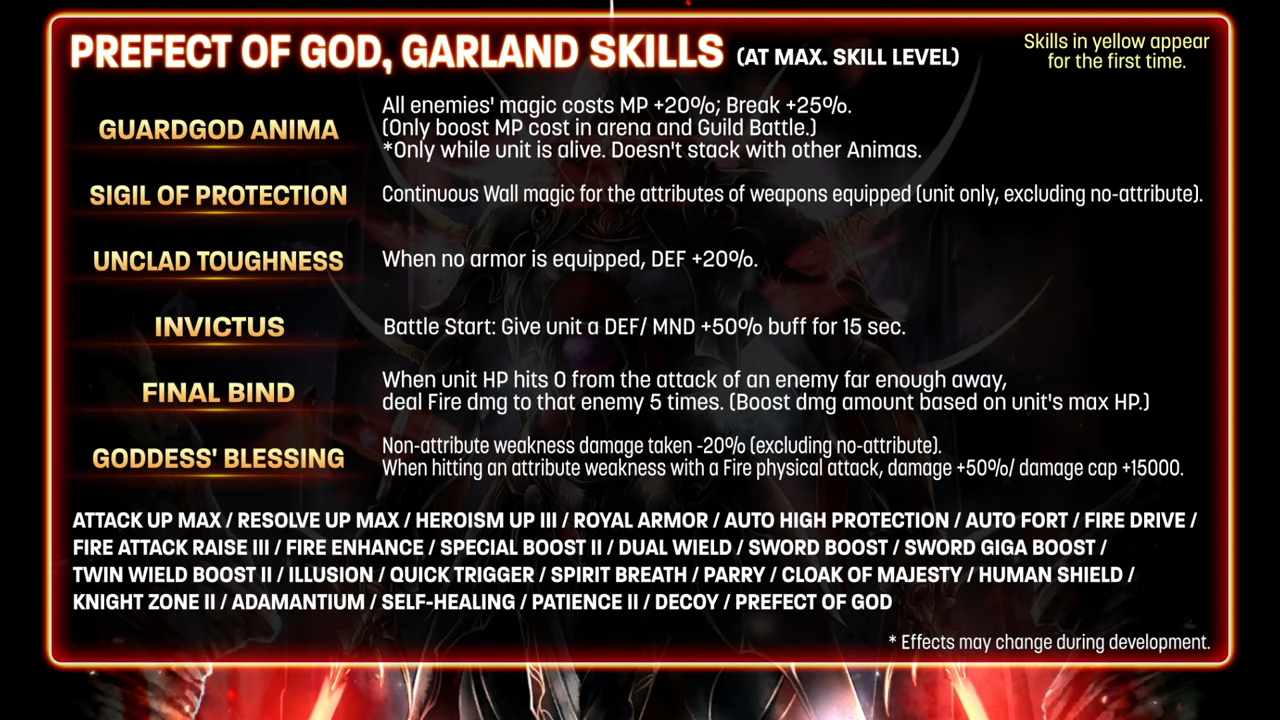 PREFECT OF GOD, GARLAND SKILLS (AT MAX. SKILL LEVEL)
Skills in yellow appear
for the first time.
GUARDGOD ANIMA
All enemies' magic costs MP +20%; Break +25%.
(Only boost MP cost in arena and Guild Battle.)
*Only while unit is alive. Doesn't stack with other Animas.
SIGIL OF PROTECTION
Continuous Wall magic for the attributes of weapons equipped (unit only, excluding no-attribute).
UNCLAD TOUGHNESS
When no armor is equipped, DEF +20%.
INVICTUS
Battle Start: Give unit a DEF/ MND +50% buff for 15 sec.
FINAL BIND
When unit HP hits 0 from the attack of an enemy far enough away,
deal Fire dmg to that enemy 5 times. (Boost dmg amount based on unit's max HP.)
GODDESS' BLESSING
Non-attribute weakness damage taken -20% (excluding no-attribute).
When hitting an attribute weakness with a Fire physical attack, damage +50%/ damage cap +15000.
ATTACK UP MAX / RESOLVE UP MAX / HEROISM UP III / ROYAL ARMOR / AUTO HIGH PROTECTION / AUTO FORT / FIRE DRIVE /
FIRE ATTACK RAISE III / FIRE ENHANCE / SPECIAL BOOST II / DUAL WIELD / SWORD BOOST / SWORD GIGA BOOST /
TWIN WIELD BOOST II / ILLUSION / QUICK TRIGGER / SPIRIT BREATH / PARRY / CLOAK OF MAJESTY / HUMAN SHIELD /
KNIGHT ZONE II / ADAMANTIUM / SELF-HEALING / PATIENCE II / DECOY / PREFECT OF GOD
* Effects may change during development.